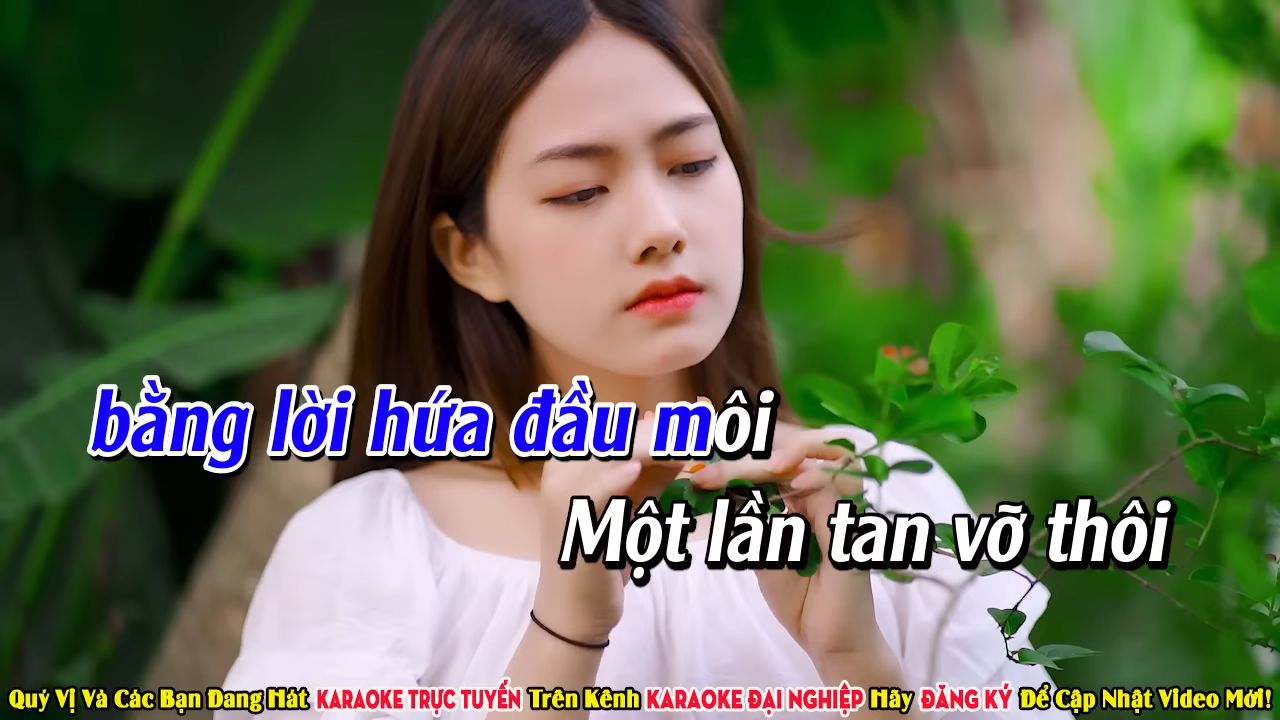 bằng lời hứa đầu môi
Một lần tan vỡ thôi
Quý Vị Và Các Bạn Đang Hát KARAOKE TRỰC TUYẾN Trên Kênh KARAOKE ĐẠI NGHIỆP Hãy ĐĂNG KÝ Để Cập Nhật Video Mới!